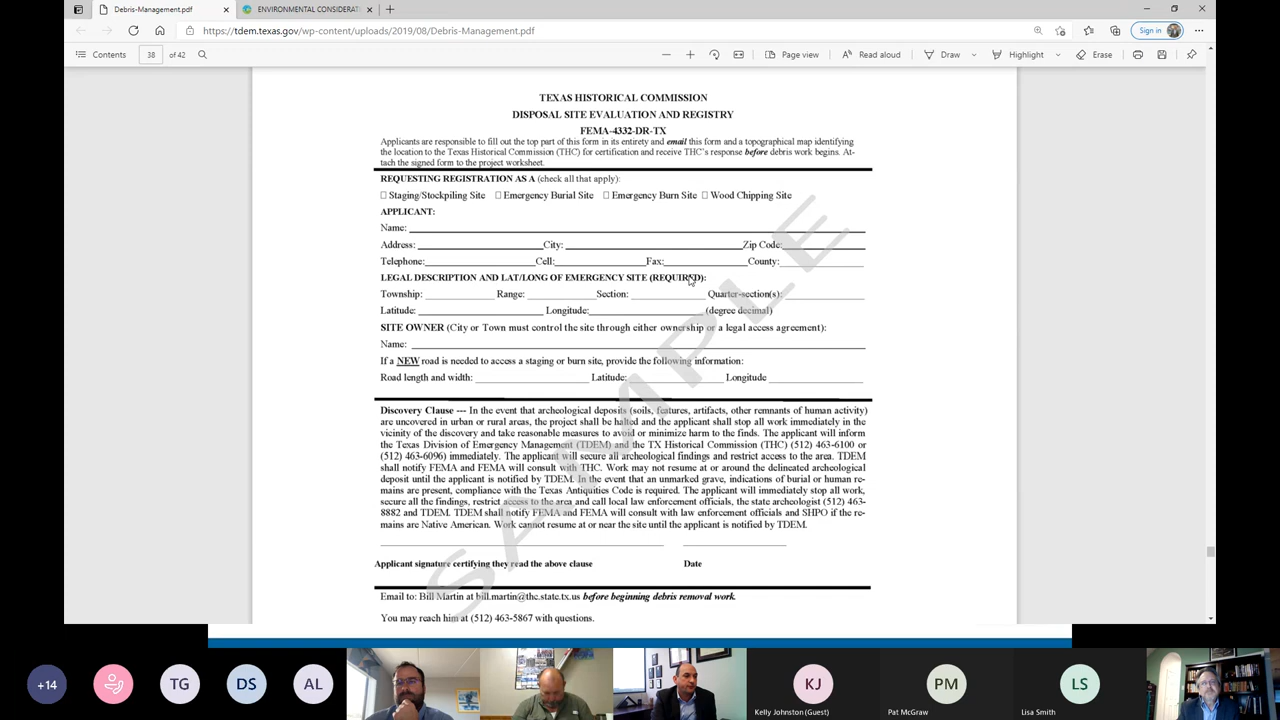 Debris-Management.pdf
ENVIRONMENTAL CONSIDERAT
https://tdem.texas.gov/wp-content/uploads/2019/08/Debris-Management.pdf
Sign in
Contents
38 of 42
Page view
Read aloud
Draw
Highlight
Erase
TEXAS HISTORICAL COMMISSION
DISPOSAL SITE EVALUATION AND REGISTRY
FEMA-4332-DR-TX
Applicants are responsible to fill out the top part of this form in its entirety and email this form and a topographical map identifying
the location to the Texas Historical Commission (THC) for certification and receive THC's response before debris work begins. At-
tach the signed form to the project worksheet.
REQUESTING REGISTRATION AS A (check all that apply):
Staging/Stockpiling Site Emergency Burial Site Emergency Burn Site Wood Chipping Site
APPLICANT:
Name:
Address: City: Zip Code:
Telephone: Cell: Fax: County:
LEGAL DESCRIPTION AND LAT/LONG OF EMERGENCY SITE (REQUIRED):
Township: Range: Section: Quarter-section(s):
Latitude: Longitude: (degree decimal)
SITE OWNER (City or Town must control the site through either ownership or a legal access agreement):
Name:
If a NEW road is needed to access a staging or burn site, provide the following information:
Road length and width: Latitude: Longitude
Discovery Clause --- In the event that archeological deposits (soils, features, artifacts, other remnants of human activity)
are uncovered in urban or rural areas, the project shall be halted and the applicant shall stop all work immediately in the
vicinity of the discovery and take reasonable measures to avoid or minimize harm to the finds. The applicant will inform
the Texas Division of Emergency Management (TDEM) and the TX Historical Commission (THC) (512) 463-6100 or
(512) 463-6096) immediately. The applicant will secure all archeological findings and restrict access to the area. TDEM
shall notify FEMA and FEMA will consult with THC. Work may not resume at or around the delineated archeological
deposit until the applicant is notified by TDEM. In the event that an unmarked grave, indications of burial or human re-
mains are present, compliance with the Texas Antiquities Code is required. The applicant will immediately stop all work,
secure all the findings, restrict access to the area and call local law enforcement officials, the state archeologist (512) 463-
8882 and TDEM. TDEM shall notify FEMA and FEMA will consult with law enforcement officials and SHPO if the re-
mains are Native American. Work cannot resume at or near the site until the applicant is notified by TDEM.
Applicant signature certifying they read the above clause Date
Email to: Bill Martin at bill.martin@thc.state.tx.us before beginning debris removal work.
You may reach him at (512) 463-5867 with questions.
SAMPLE
+14
TG
DS
AL
KJ
PM
LS
Kelly Johnston (Guest)
Pat McGraw
Lisa Smith